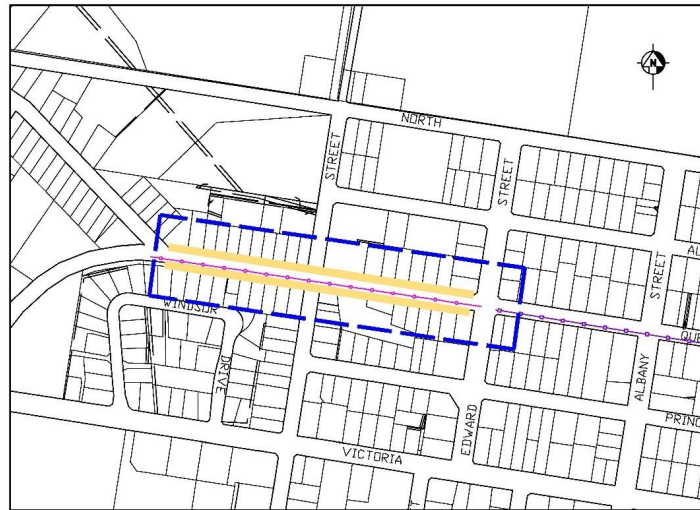 N
NORTH
STREET
STREET
STREET
WINDSOR
DRIVE
ALBANY
EDWARD
VICTORIA